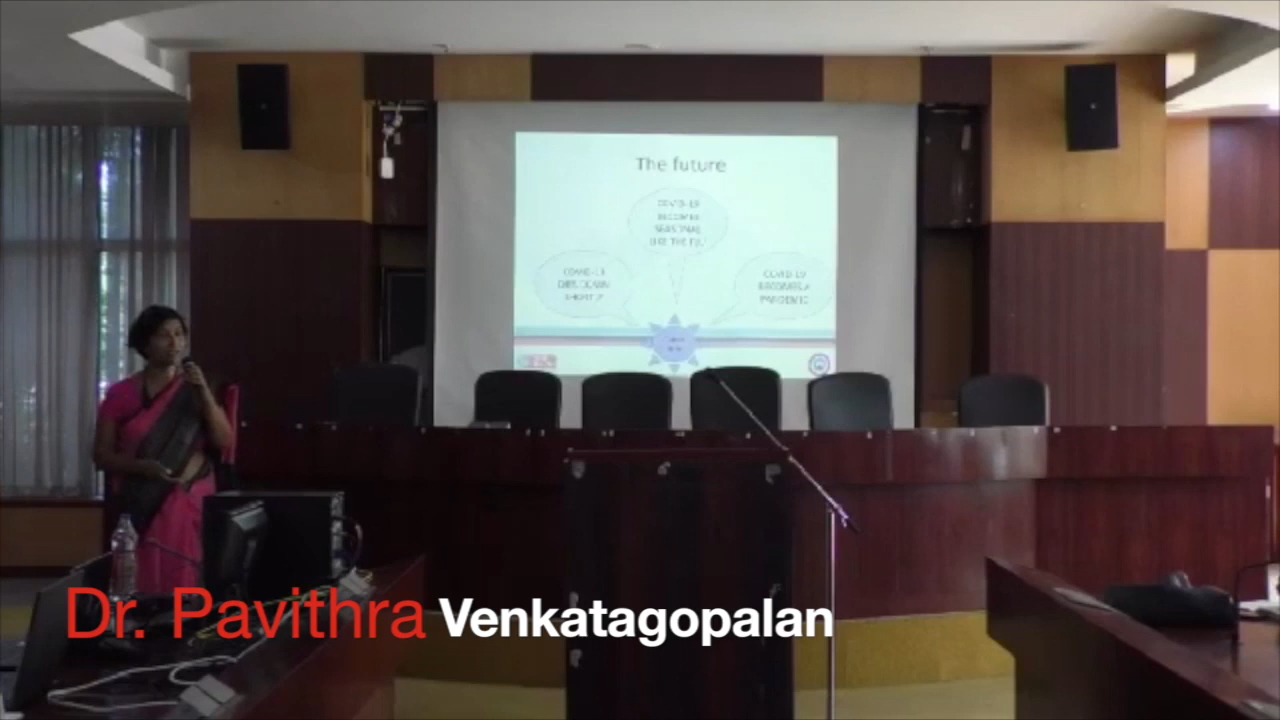 The future
COVID-19
BECOMES
SEASONAL
LIKE THE FLU
COVID-19
DIES DOWN
SHORTLY
COVID-19
BECOMES A
PANDEMIC
Dr. Pavithra Venkatagopalan